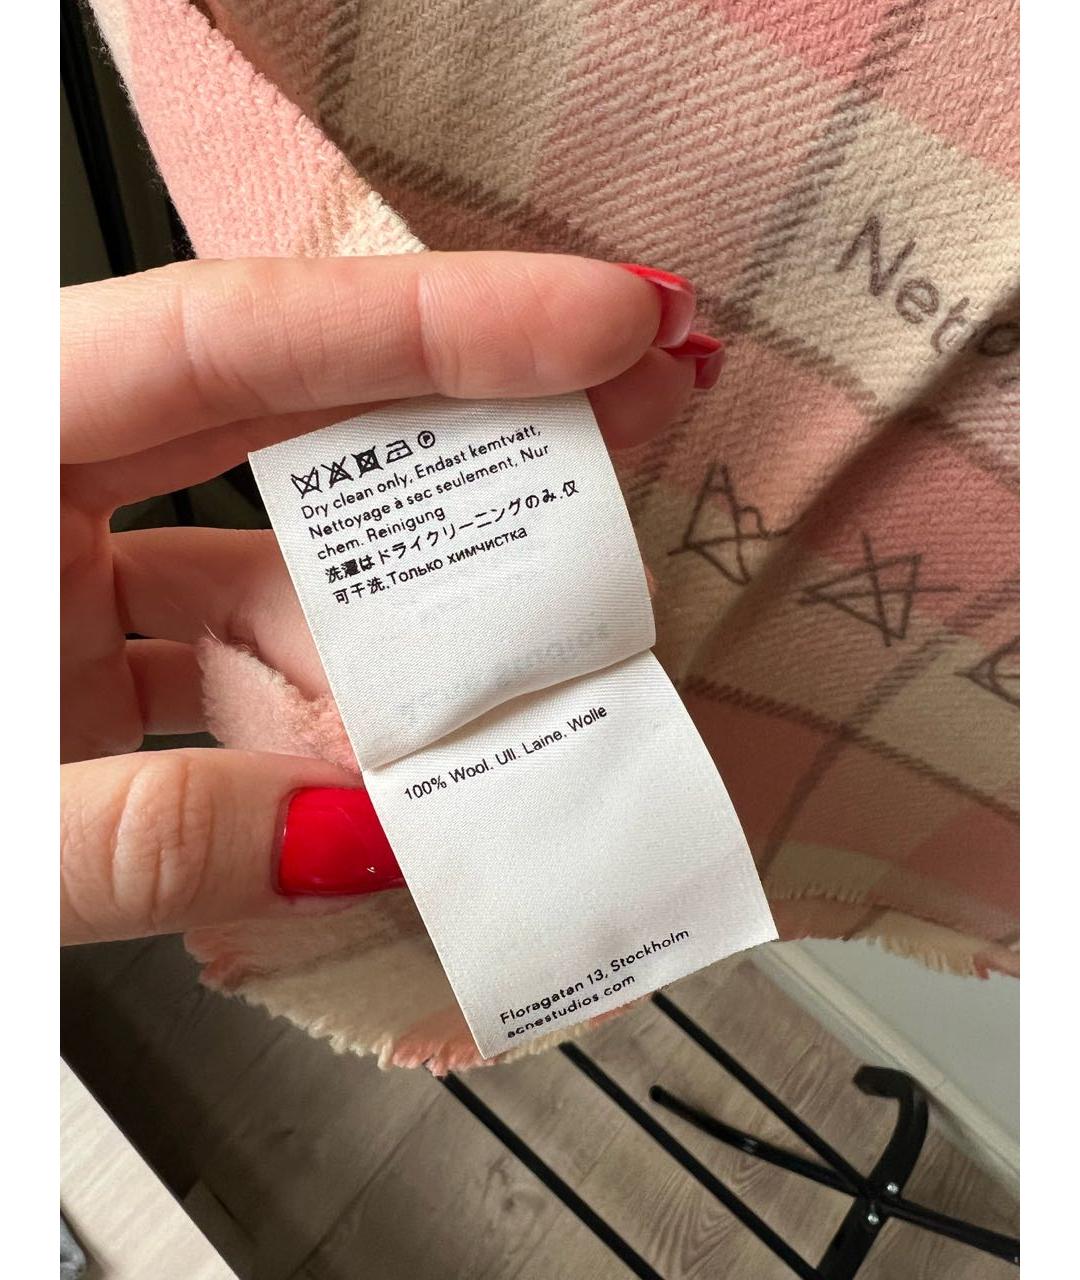 Dry clean only, Endast kemtvätt,
Nettoyage à sec seulement, Nur
chem. Reinigung
洗濯はドライクリーニングのみ.仅
可干洗.Только химчистка
100% Wool. Ull. Laine. Wolle
Floragatan 13, Stockholm
acnestudios.com